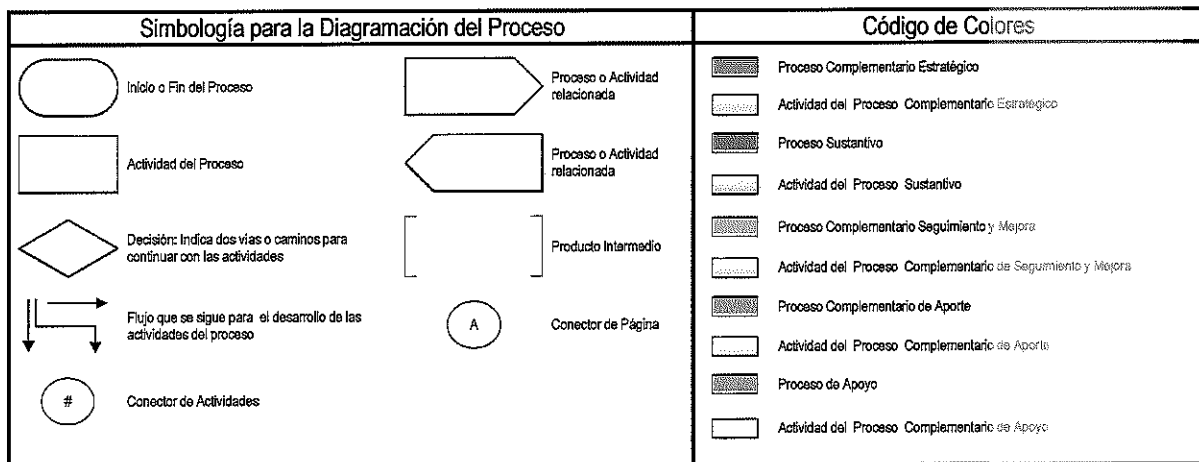 Simbología para la Diagramación del Proceso
Inicio o Fin del Proceso
Proceso o Actividad
relacionada
Actividad del Proceso
Proceso o Actividad
relacionada
Decisión: Indica dos vias o caminos para
continuar con las actividades
Producto Intermedio
Flujo que se sigue para el desarrollo de las
actividades del proceso
A
Conector de Página
#
Conector de Actividades
Código de Colores
Proceso Complementario Estratégico
Actividad del Proceso Complementario Estratégico
Proceso Sustantivo
Actividad del Proceso Sustantivo
Proceso Complementario Seguimiento y Mejora
Actividad del Proceso Complementario de Seguimiento y Mejora
Proceso Complementario de Aporte
Actividad del Proceso Complementario de Aporte
Proceso de Apoyo
Actividad del Proceso Complementario de Apoyo